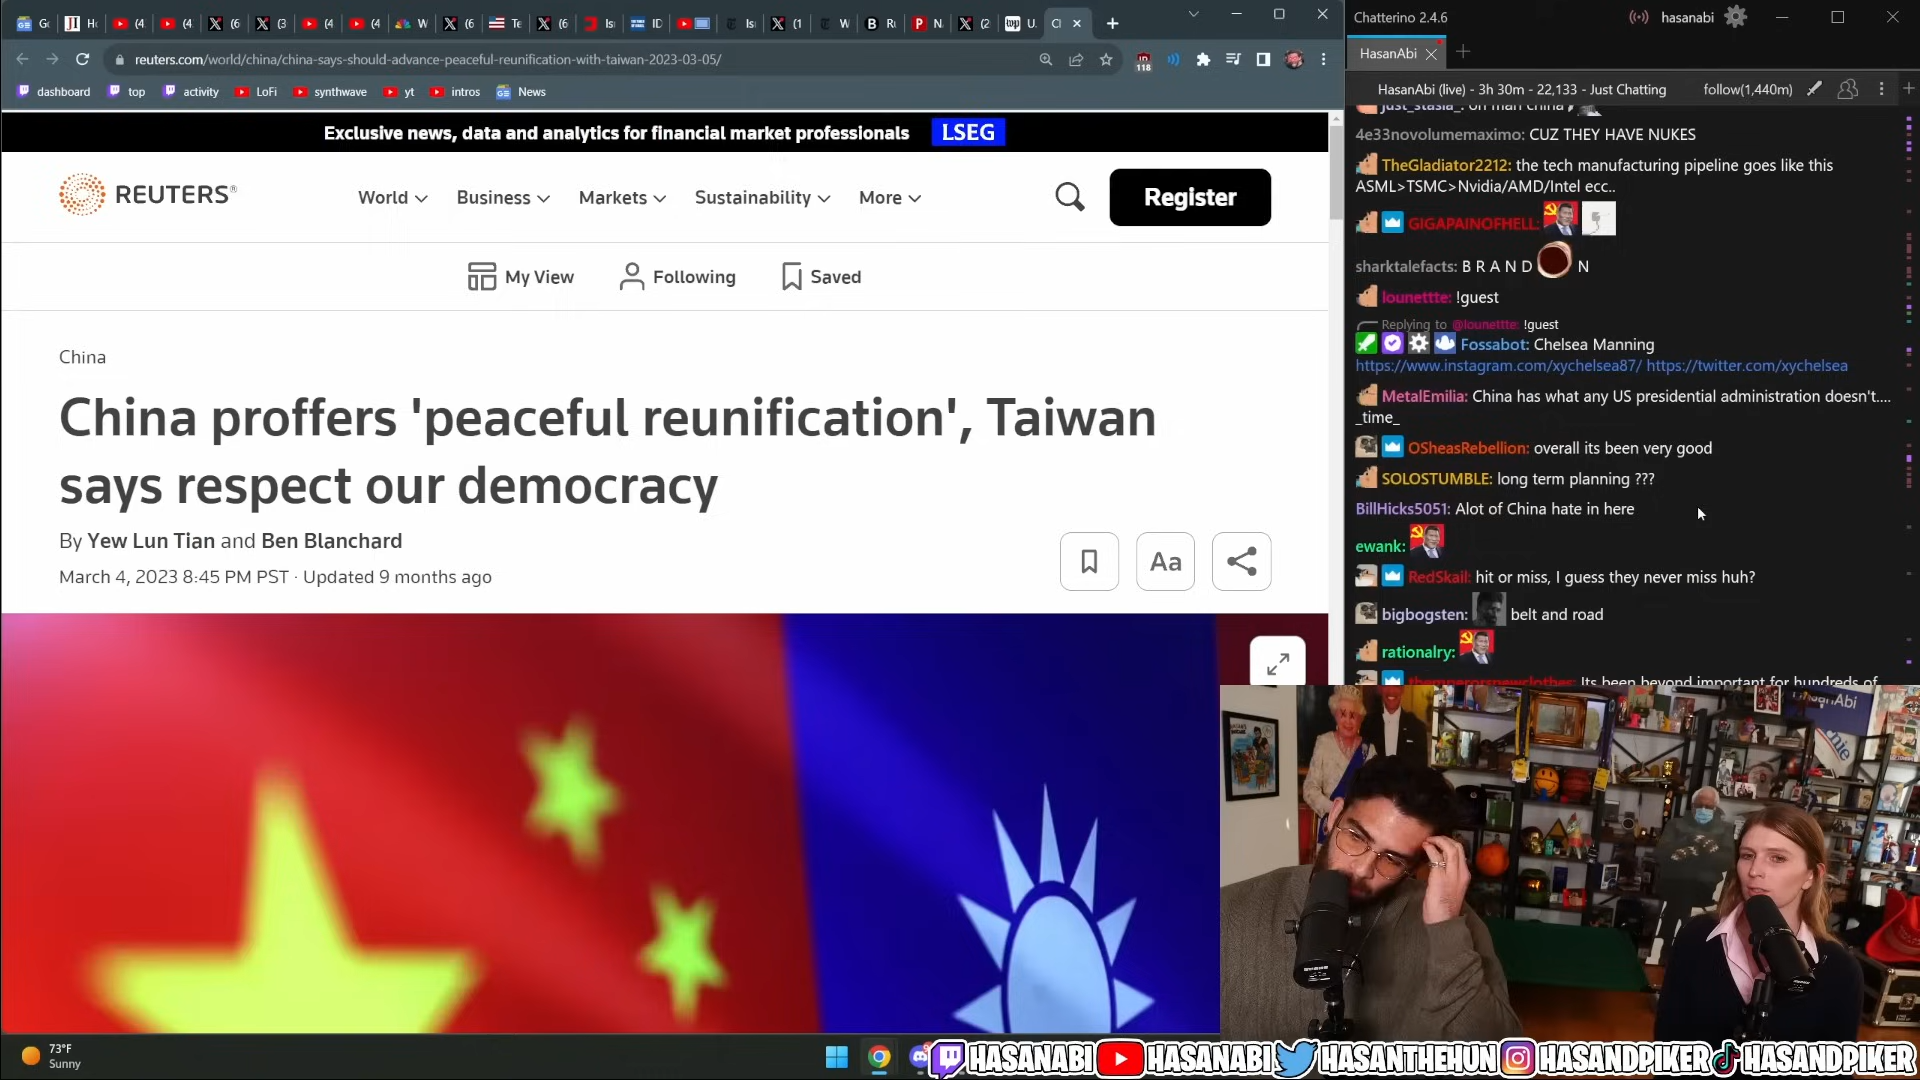 reuters.com/world/china/china-says-should-advance-peaceful-reunification-with-taiwan-2023-03-05/
118
dashboard
top
activity
LoFi
synthwave
yt
intros
News
Exclusive news, data and analytics for financial market professionals
LSEG
REUTERS®
World
Business
Markets
Sustainability
More
Register
My View
Following
Saved
China
China proffers 'peaceful reunification', Taiwan
says respect our democracy
By Yew Lun Tian and Ben Blanchard
March 4, 2023 8:45 PM PST · Updated 9 months ago
Aa
Chatterino 2.4.6
hasanabi
HasanAbi
HasanAbi (live) - 3h 30m - 22,133 - Just Chatting
follow(1,440m)
4e33novolumemaximo: CUZ THEY HAVE NUKES
TheGladiator2212: the tech manufacturing pipeline goes like this
ASML>TSMC>Nvidia/AMD/Intel ecc..
GIGAPAINOFHELL:
sharktalefacts: B R A N D N
lounettte: !guest
Replying to @lounettte: !guest
Fossabot: Chelsea Manning
https://www.instagram.com/xychelsea87/ https://twitter.com/xychelsea
MetalEmilia: China has what any US presidential administration doesn't....
_time_
OSheasRebellion: overall its been very good
SOLOSTUMBLE: long term planning ???
BillHicks5051: Alot of China hate in here
ewank:
RedSkail: hit or miss, I guess they never miss huh?
bigbogsten: belt and road
rationalry:
Its been beyond important for hundreds of
73°F
Sunny
HASANABI
HASANABI
HASANTHEHUN
HASANDPIKER
HASANDPIKER